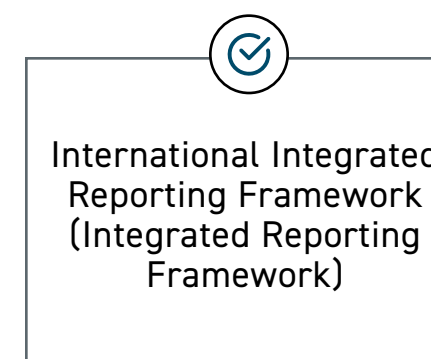 International Integrated
Reporting Framework
(Integrated Reporting
Framework)